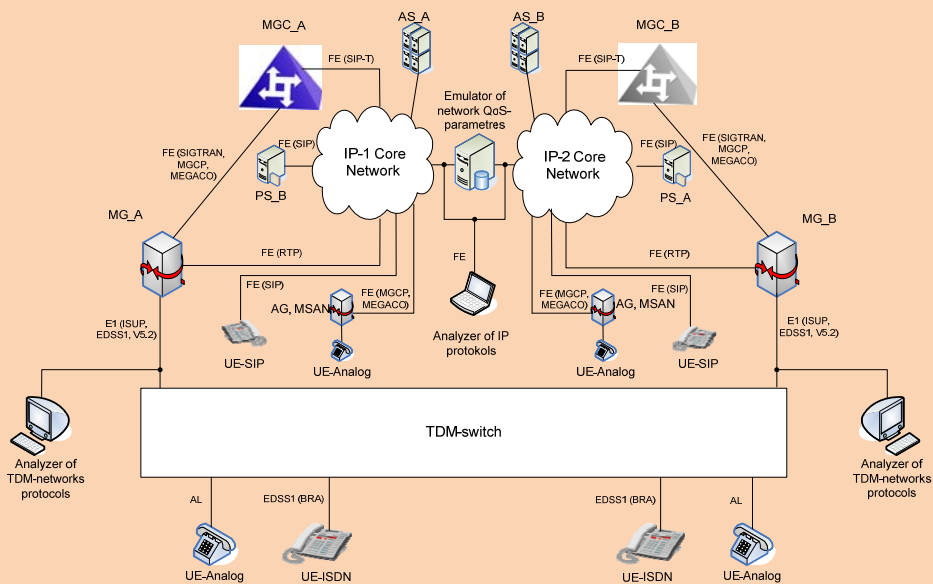 AS_A
AS_B
MGC_A
MGC_B
FE (SIP-T)
FE (SIP-T)
Emulator of
network QoS-
parametres
FE (SIP)
FE (SIP)
IP-1 Core
Network
IP-2 Core
Network
FE (SIGTRAN,
MGCP,
MEGACO)
FE (SIGTRAN,
MGCP,
MEGACO)
PS_B
PS_A
MG_A
MG_B
FE (RTP)
FE
FE (RTP)
FE (SIP)
FE (MGCP,
MEGACO)
FE (MGCP,
MEGACO)
FE (SIP)
AG, MSAN
AG, MSAN
Analyzer of IP
protokols
E1 (ISUP,
EDSS1, V5.2)
E1 (ISUP,
EDSS1, V5.2)
UE-SIP
UE-Analog
UE-Analog
UE-SIP
TDM-switch
Analyzer of
TDM-networks
protocols
Analyzer of
TDM-networks
protocols
AL
EDSS1 (BRA)
EDSS1 (BRA)
AL
UE-Analog
UE-ISDN
UE-ISDN
UE-Analog